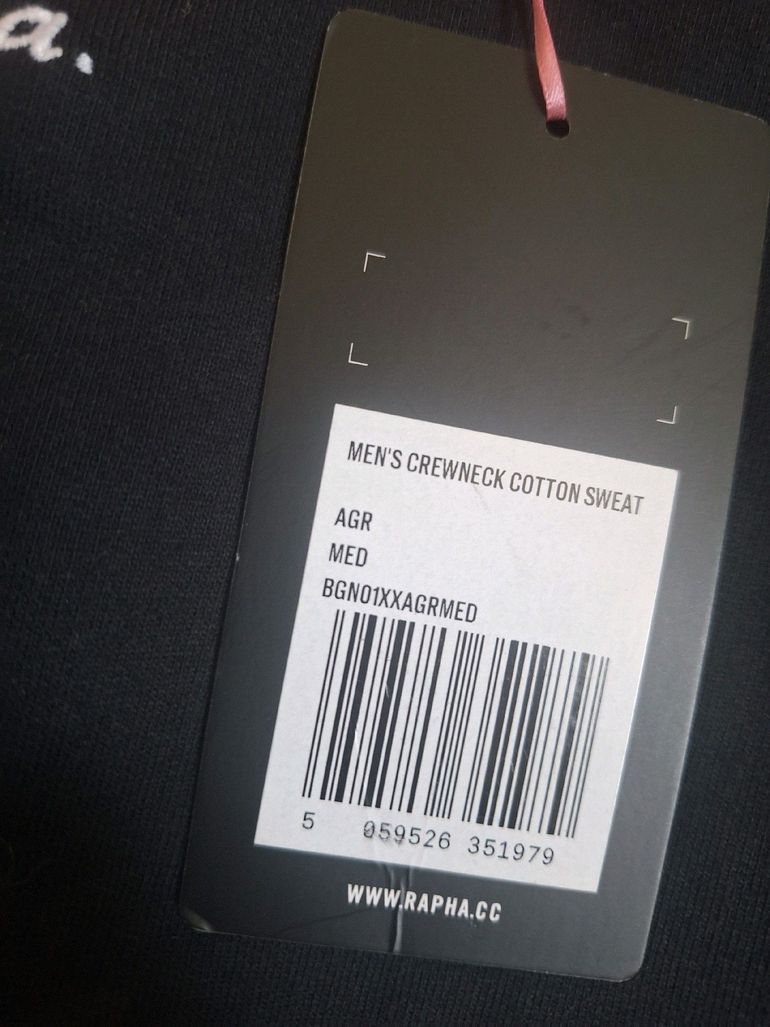 a.
MEN'S CREWNECK COTTON SWEAT
AGR
MED
BGN01XXAGRMED
5 059526 351979
WWW.RAPHA.CC